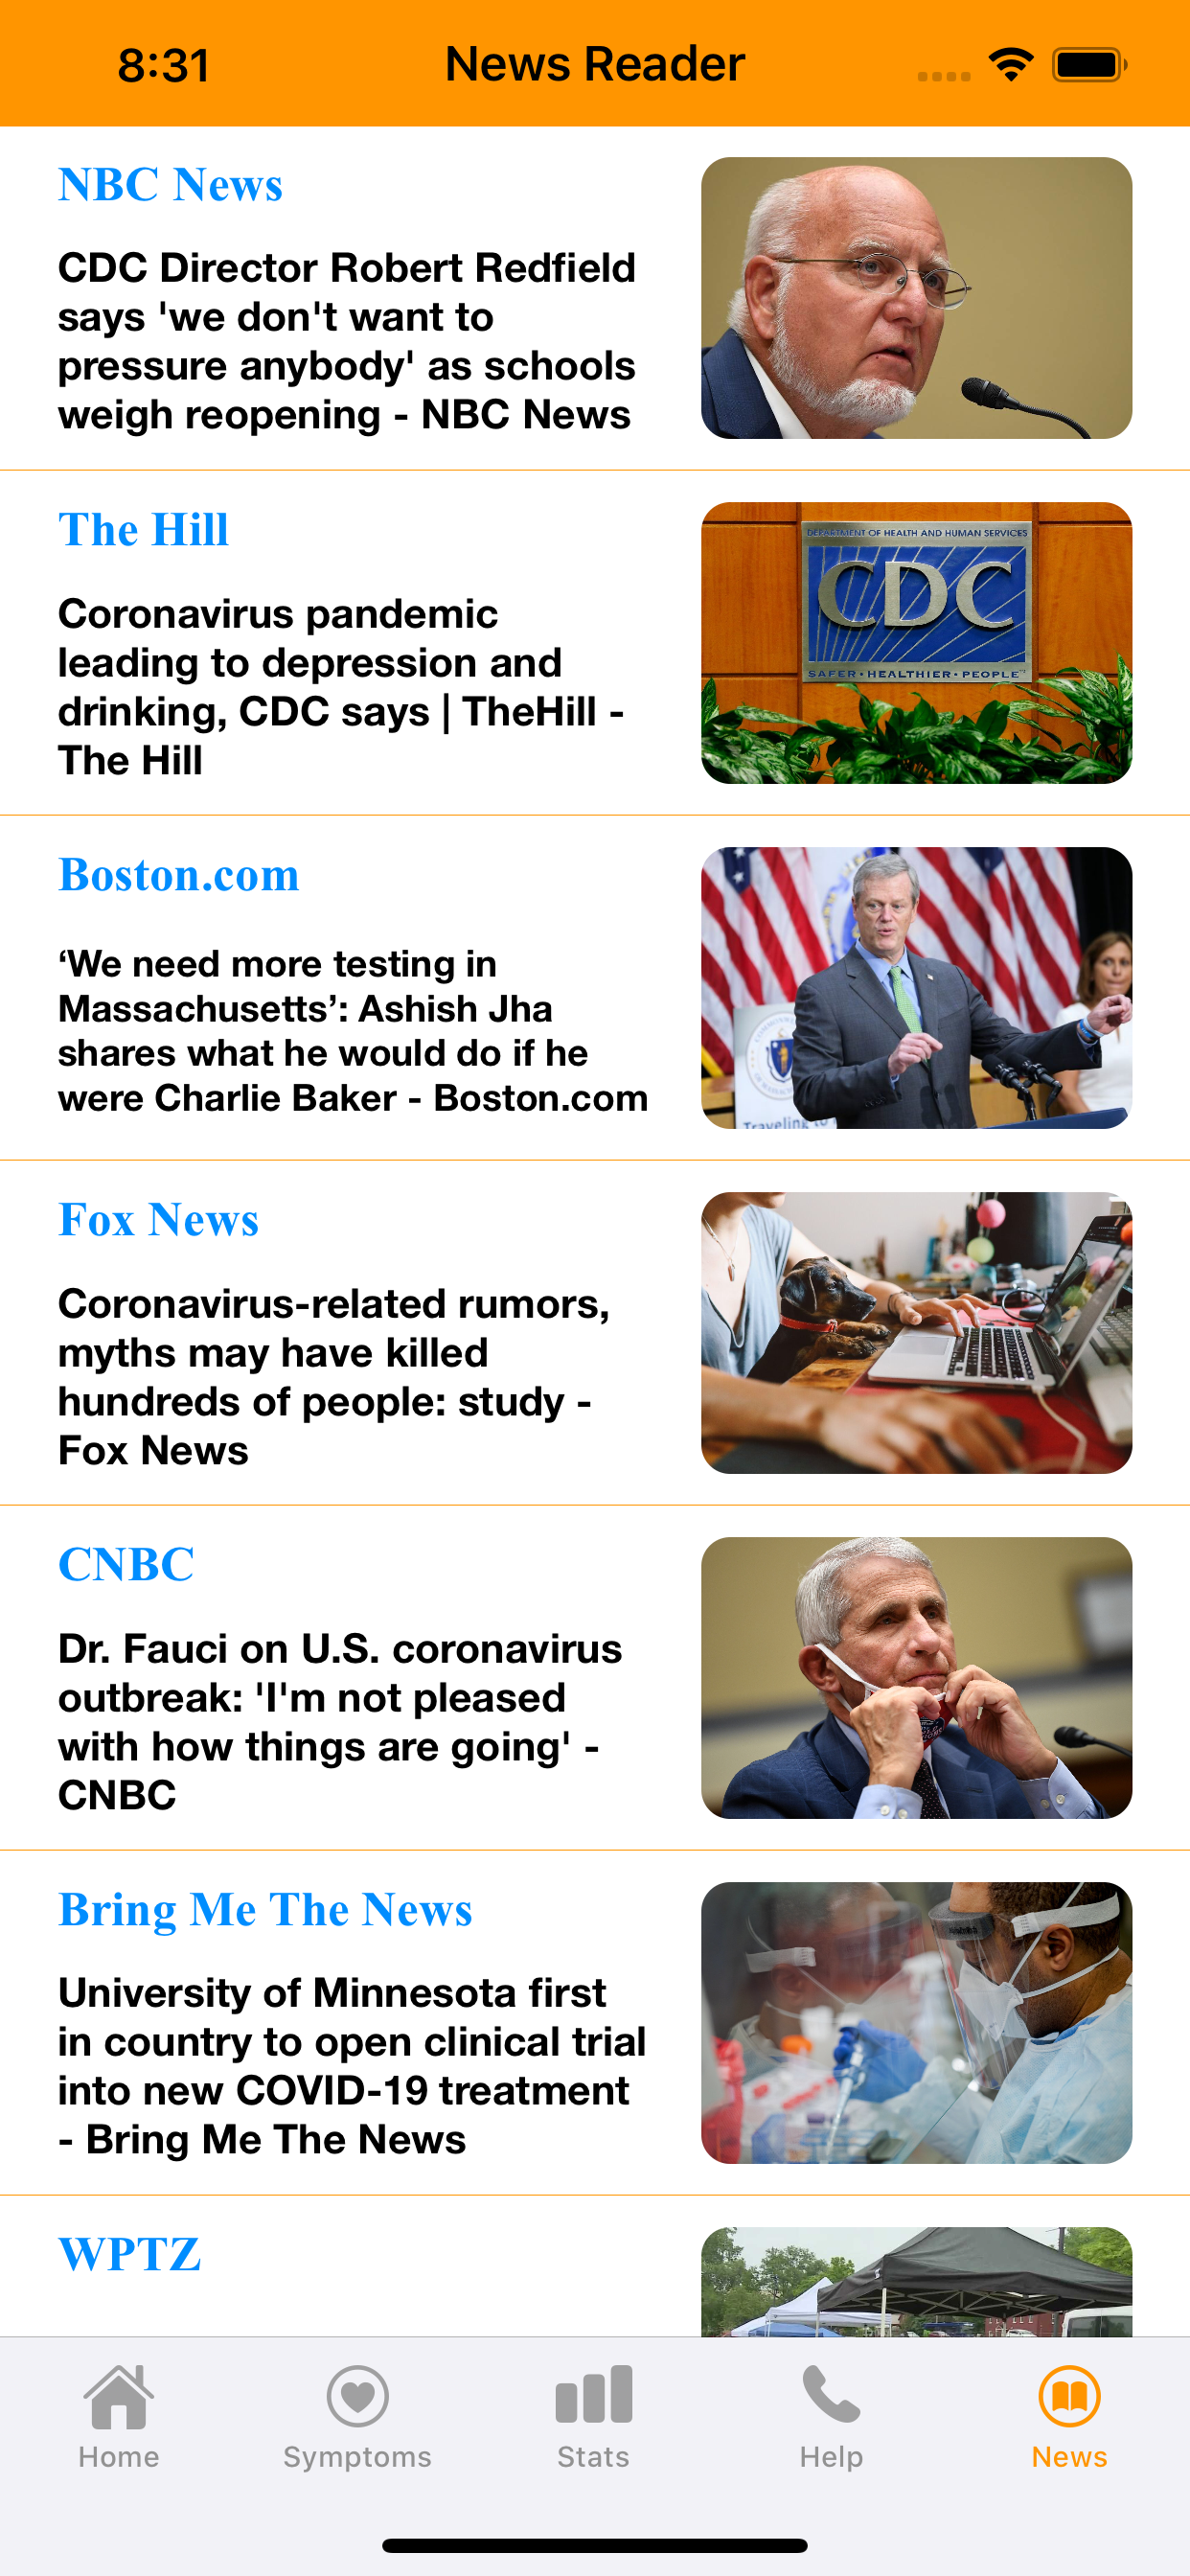 8:31
News Reader
NBC News
CDC Director Robert Redfield
says 'we don't want to
pressure anybody' as schools
weigh reopening - NBC News
The Hill
Coronavirus pandemic
leading to depression and
drinking, CDC says | TheHill -
The Hill
DEPARTMENT OF HEALTH AND HUMAN SERVICES
CDC
SAFER • HEALTHIER • PEOPLE™
Boston.com
‘We need more testing in
Massachusetts’: Ashish Jha
shares what he would do if he
were Charlie Baker - Boston.com
Traveling to
Fox News
Coronavirus-related rumors,
myths may have killed
hundreds of people: study -
Fox News
CNBC
Dr. Fauci on U.S. coronavirus
outbreak: 'I'm not pleased
with how things are going' -
CNBC
Bring Me The News
University of Minnesota first
in country to open clinical trial
into new COVID-19 treatment
- Bring Me The News
WPTZ
Home
Symptoms
Stats
Help
News